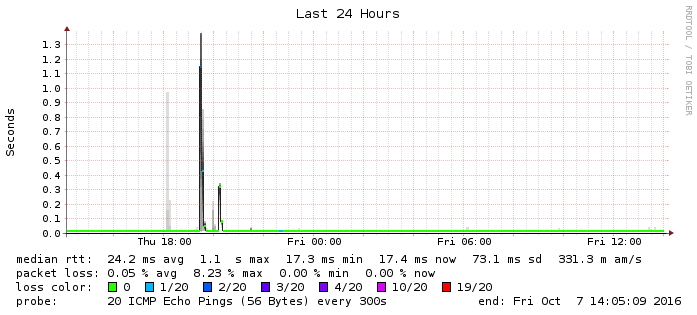 Last 24 Hours
RRDTOOL / TOBI OETIKER
Seconds
1.3
1.2
1.1
1.0
0.9
0.8
0.7
0.6
0.5
0.4
0.3
0.2
0.1
0.0
Thu 18:00 Fri 00:00 Fri 06:00 Fri 12:00
median rtt: 24.2 ms avg 1.1 s max 17.3 ms min 17.4 ms now 73.1 ms sd 331.3 m am/s
packet loss: 0.05 % avg 8.23 % max 0.00 % min 0.00 % now
loss color: 0 1/20 2/20 3/20 4/20 10/20 19/20
probe: 20 ICMP Echo Pings (56 Bytes) every 300s end: Fri Oct 7 14:05:09 2016